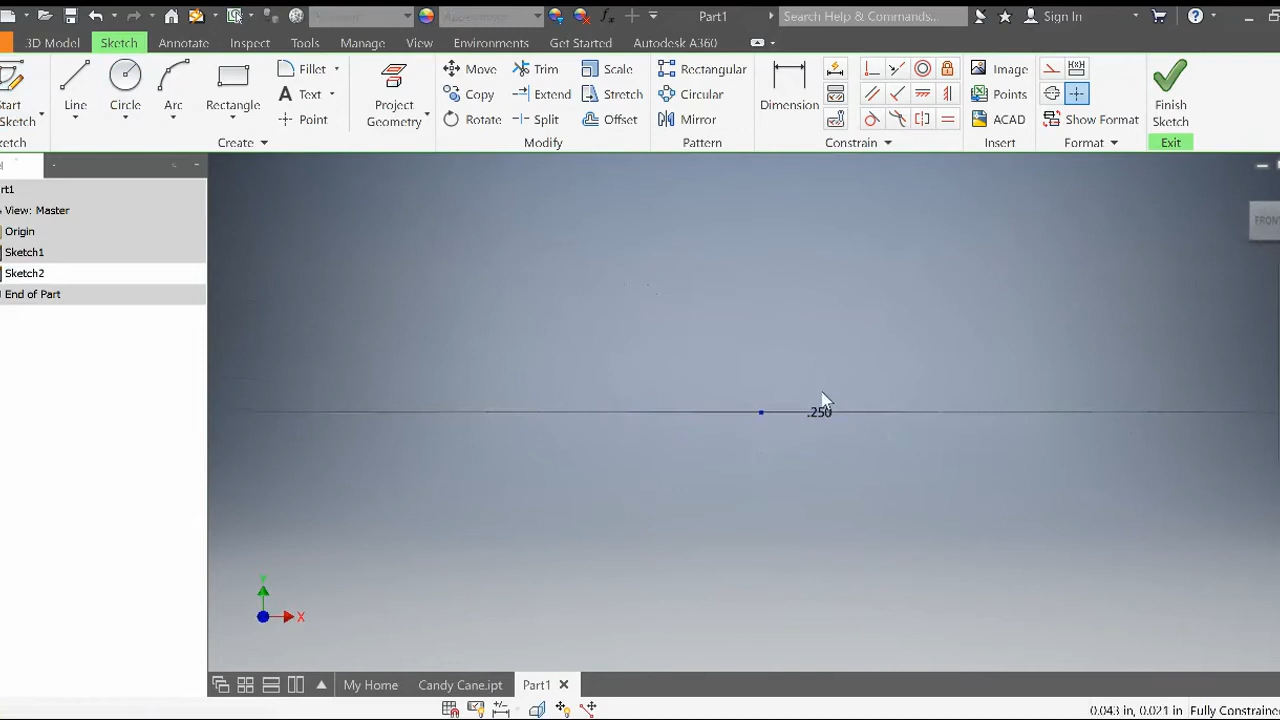 Part1
Search Help & Commands...
Sign In
3D Model Sketch Annotate Inspect Tools Manage View Environments Get Started Autodesk A360
Start
Sketch
Line
Circle
Arc
Rectangle
Fillet
Text
Point
Project
Geometry
Move Trim Scale
Copy Extend Stretch
Rotate Split Offset
Rectangular
Circular
Mirror
Dimension
Image
Points
ACAD
Show Format
Finish
Sketch
Create Modify Pattern Constrain Insert Format Exit
View: Master
Origin
Sketch1
Sketch2
End of Part
FRONT
.250
Y
X
My Home Candy Cane.ipt Part1
0.043 in, 0.021 in Fully Constraine